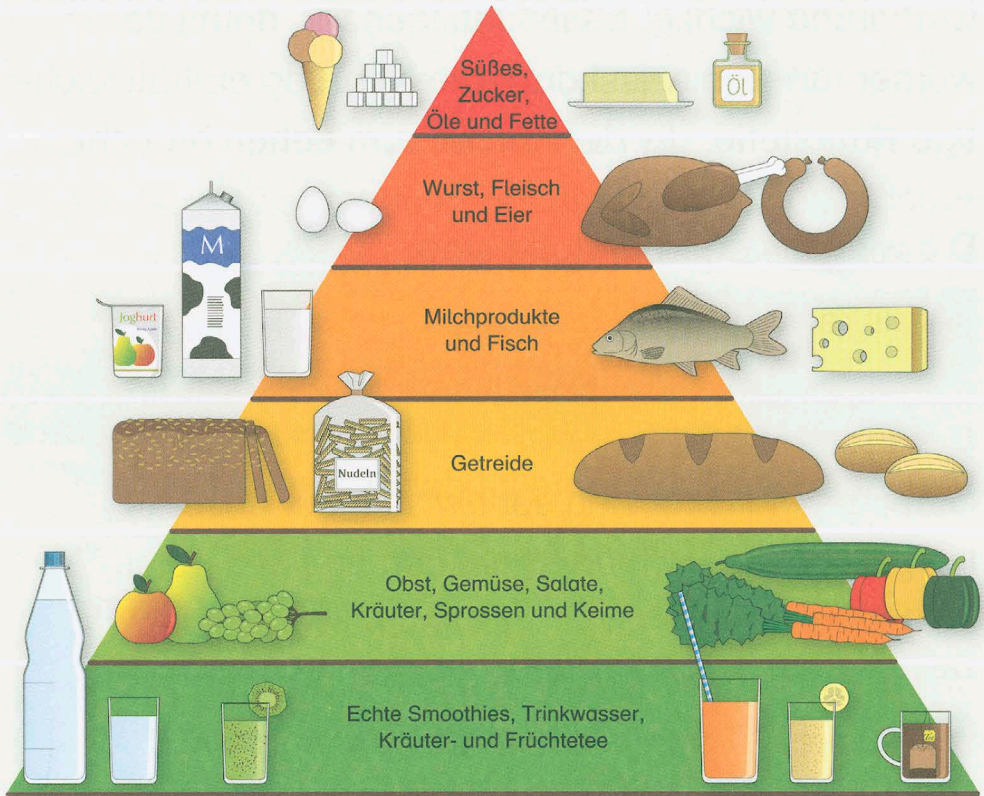 Süßes,
Zucker,
Öle und Fette
Öl
Wurst, Fleisch
und Eier
M
Milchprodukte
und Fisch
Joghurt
Getreide
Nudeln
Obst, Gemüse, Salate,
Kräuter, Sprossen und Keime
Echte Smoothies, Trinkwasser,
Kräuter- und Früchtetee